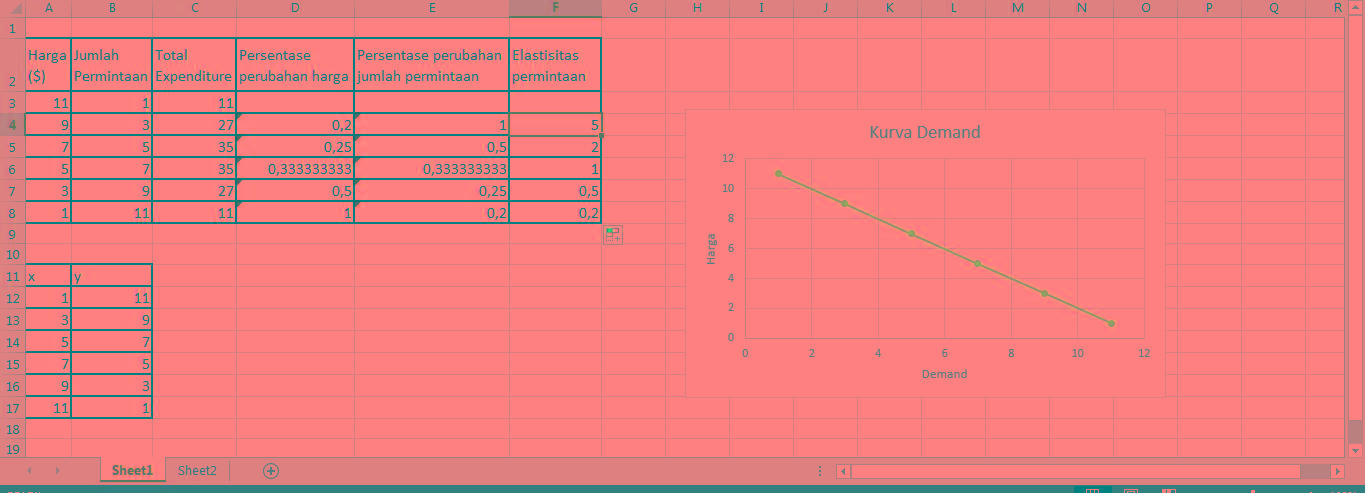 A B C D E F G H I J K L M N O P Q R
1
Harga Jumlah Total Persentase Persentase perubahan Elastisitas
2 ($) Permintaan Expenditure perubahan harga jumlah permintaan permintaan
3 11 1 11
4 9 3 27 0,2 1 5
5 7 5 35 0,25 0,5 2
6 5 7 35 0,333333333 0,333333333 1
7 3 9 27 0,5 0,25 0,5
8 1 11 11 1 0,2 0,2
9
10
11 x y
12 1 11
13 3 9
14 5 7
15 7 5
16 9 3
17 11 1
18
19
Kurva Demand
Harga
12
10
8
6
4
2
0
0 2 4 6 8 10 12
Demand
Sheet1 Sheet2